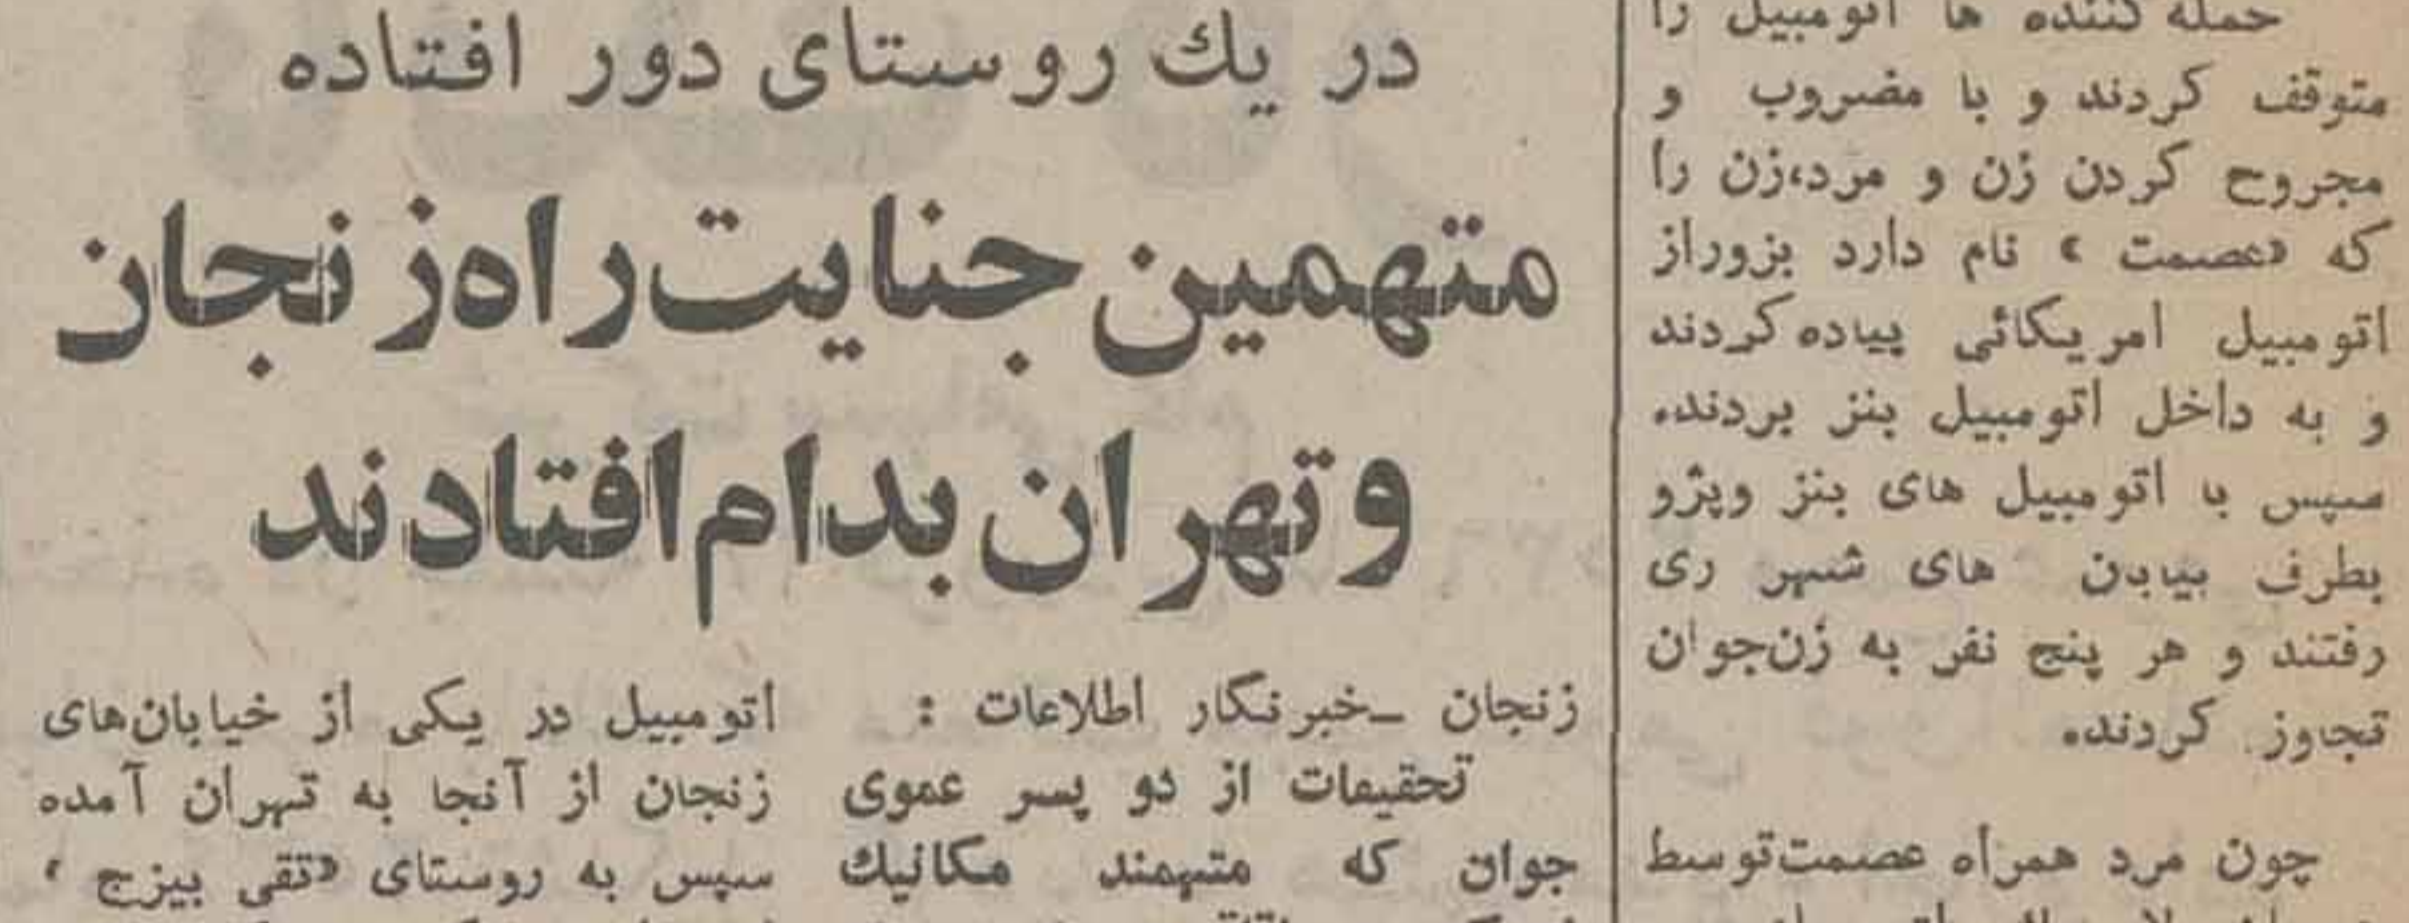 حمله کننده ها اتومبیل را
متوقف کردند و با مضروب و
مجروح کردن زن و مرد،زن را
که «عصمت» نام دارد بزوراز
اتومبیل امریکائی پیاده کردند
و به داخل اتومبیل بنز بردند.
سپس با اتومبیل های بنز وپژو
بطرف بیابدن های شهر ری
رفتند و هر پنج نفر به زن‌جوان
تجاوز کردند.
چون مرد همراه عصمت‌توسط
در یك روستای دور افتاده
متهمین جنایت راه زنجان
و تهران بدام افتادند
زنجان ـ خبرنگار اطلاعات :
تحقیقات از دو پسر عموی
جوان که متهمند مکانیك
اتومبیل در یکی از خیابان‌های
زنجان از آنجا به تهران آمده
سپس به روستای «تقی بیزج»